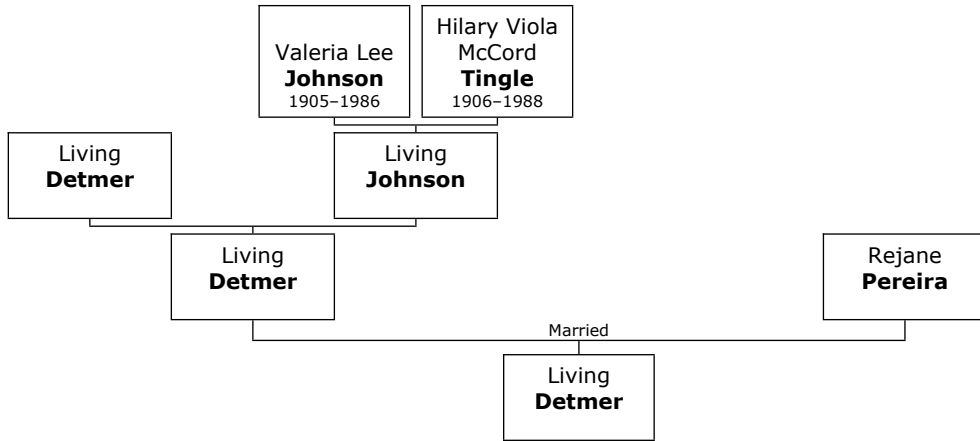 Valeria Lee
Johnson
1905–1986
Hilary Viola
McCord
Tingle
1906–1988
Living
Detmer
Living
Johnson
Living
Detmer
Rejane
Pereira
Married
Living
Detmer